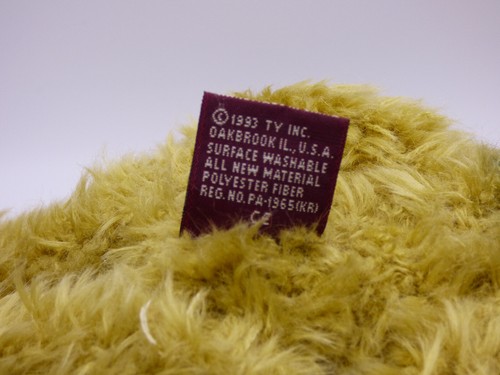 © 1993 TY INC.
OAKBROOK IL., U.S.A.
SURFACE WASHABLE
ALL NEW MATERIAL
POLYESTER FIBER
REG. NO. PA-1965(KR)
CE